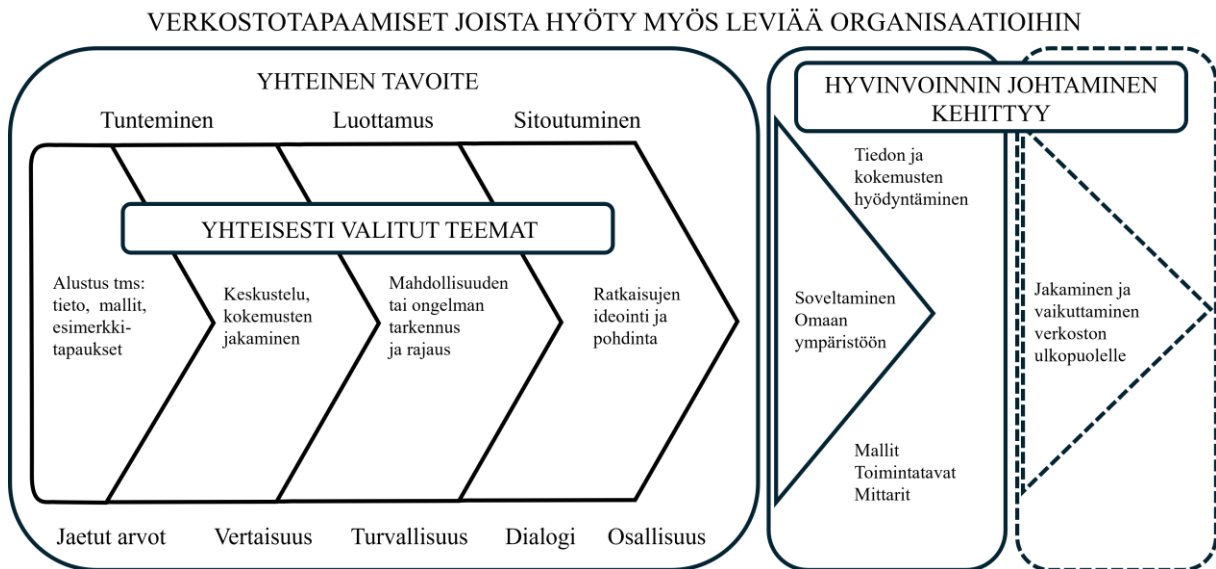 VERKOSTOTAPAAMISET JOISTA HYÖTY MYÖS LEVIÄÄ ORGANISAATIOIHIN
YHTEINEN TAVOITE
Tunteminen
Luottamus
Sitoutuminen
YHTEISESTI VALITUT TEEMAT
Alustus tms:
tieto, mallit,
esimerkki-
tapaukset
Keskustelu,
kokemusten
jakaminen
Mahdollisuuden
tai ongelman
tarkennus
ja rajaus
Ratkaisujen
ideointi ja
pohdinta
Jaetut arvot
Vertaisuus
Turvallisuus
Dialogi
Osallisuus
HYVINVOINNIN JOHTAMINEN
KEHITTYY
Tiedon ja
kokemusten
hyödyntäminen
Soveltaminen
Omaan
ympäristöön
Mallit
Toimintatavat
Mittarit
Jakaminen ja
vaikuttaminen
verkoston
ulkopuolelle